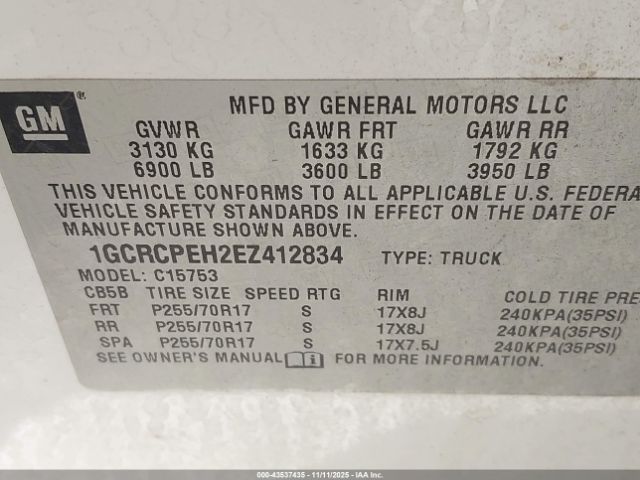 GM®
MFD BY GENERAL MOTORS LLC
GVWR GAWR FRT GAWR RR
3130 KG 1633 KG 1792 KG
6900 LB 3600 LB 3950 LB
THIS VEHICLE CONFORMS TO ALL APPLICABLE U.S. FEDERA
VEHICLE SAFETY STANDARDS IN EFFECT ON THE DATE OF
MANUFACTURE SHOWN ABOVE.
1GCRCPEH2EZ412834 TYPE: TRUCK
MODEL: C15753
CB5B TIRE SIZE SPEED RTG RIM COLD TIRE PRE
FRT P255/70R17 S 17X8J 240KPA(35PSI)
RR P255/70R17 S 17X8J 240KPA(35PSI)
SPA P255/70R17 S 17X7.5J 240KPA(35PSI)
SEE OWNER'S MANUAL FOR MORE INFORMATION.
000-43537435 - 11/11/2025 - IAA Inc.